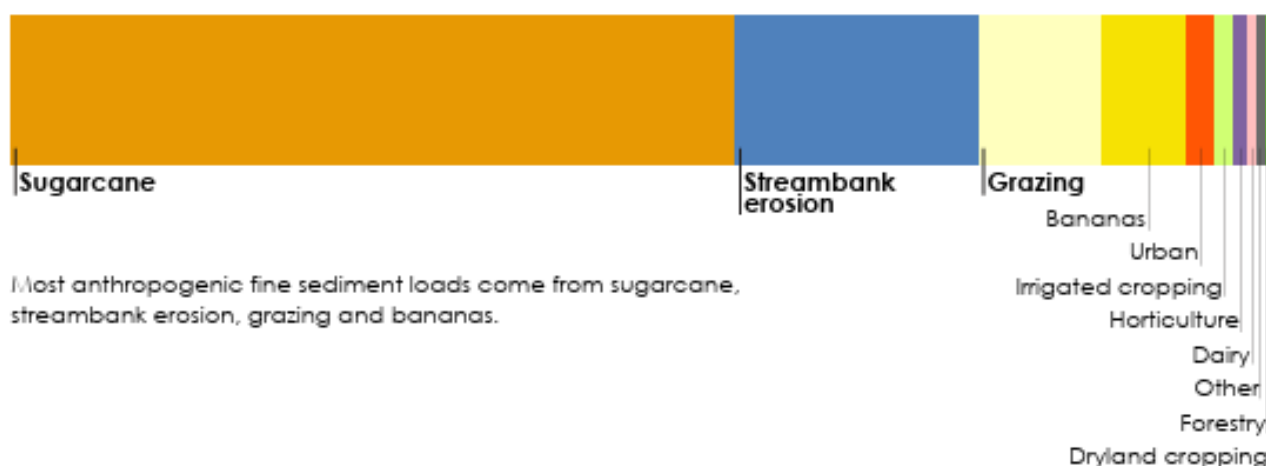 Sugarcane
Streambank
erosion
Grazing
Bananas
Urban
Irrigated cropping
Horticulture
Dairy
Other
Forestry
Dryland cropping
Most anthropogenic fine sediment loads come from sugarcane,
streambank erosion, grazing and bananas.